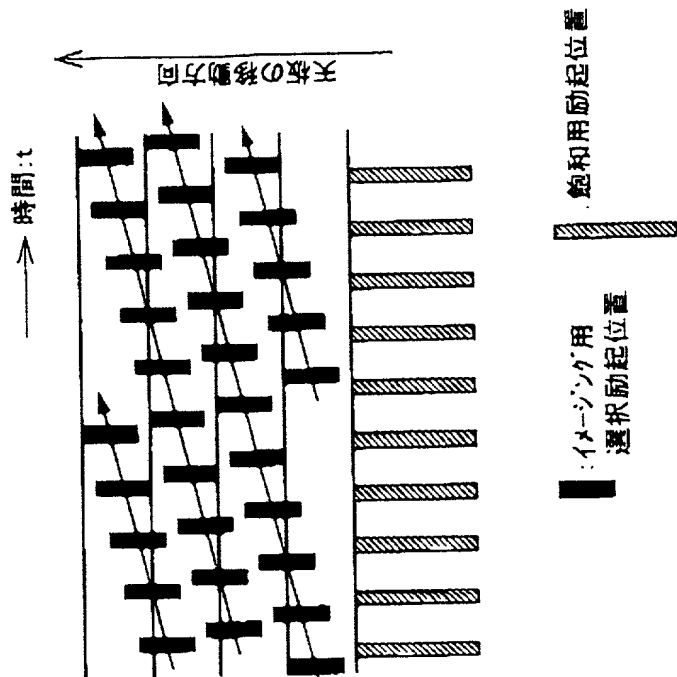 時間:t
天板の移動方向
:イメージング用
選択励起位置
飽和用励起位置